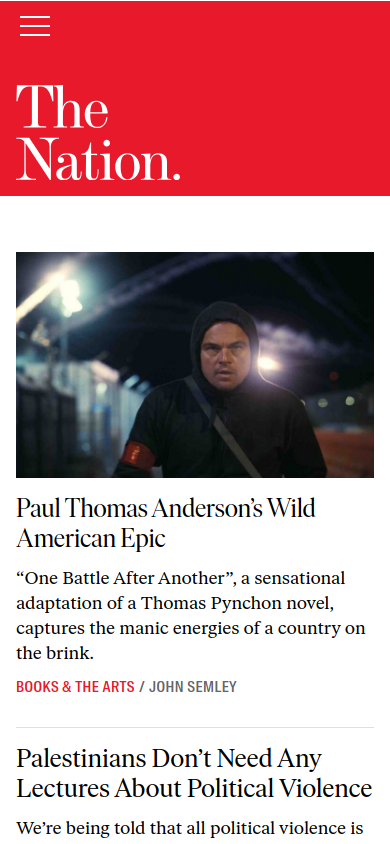 The
Nation.
Paul Thomas Anderson’s Wild
American Epic
“One Battle After Another”, a sensational
adaptation of a Thomas Pynchon novel,
captures the manic energies of a country on
the brink.
BOOKS & THE ARTS / JOHN SEMLEY
Palestinians Don’t Need Any
Lectures About Political Violence
We’re being told that all political violence is